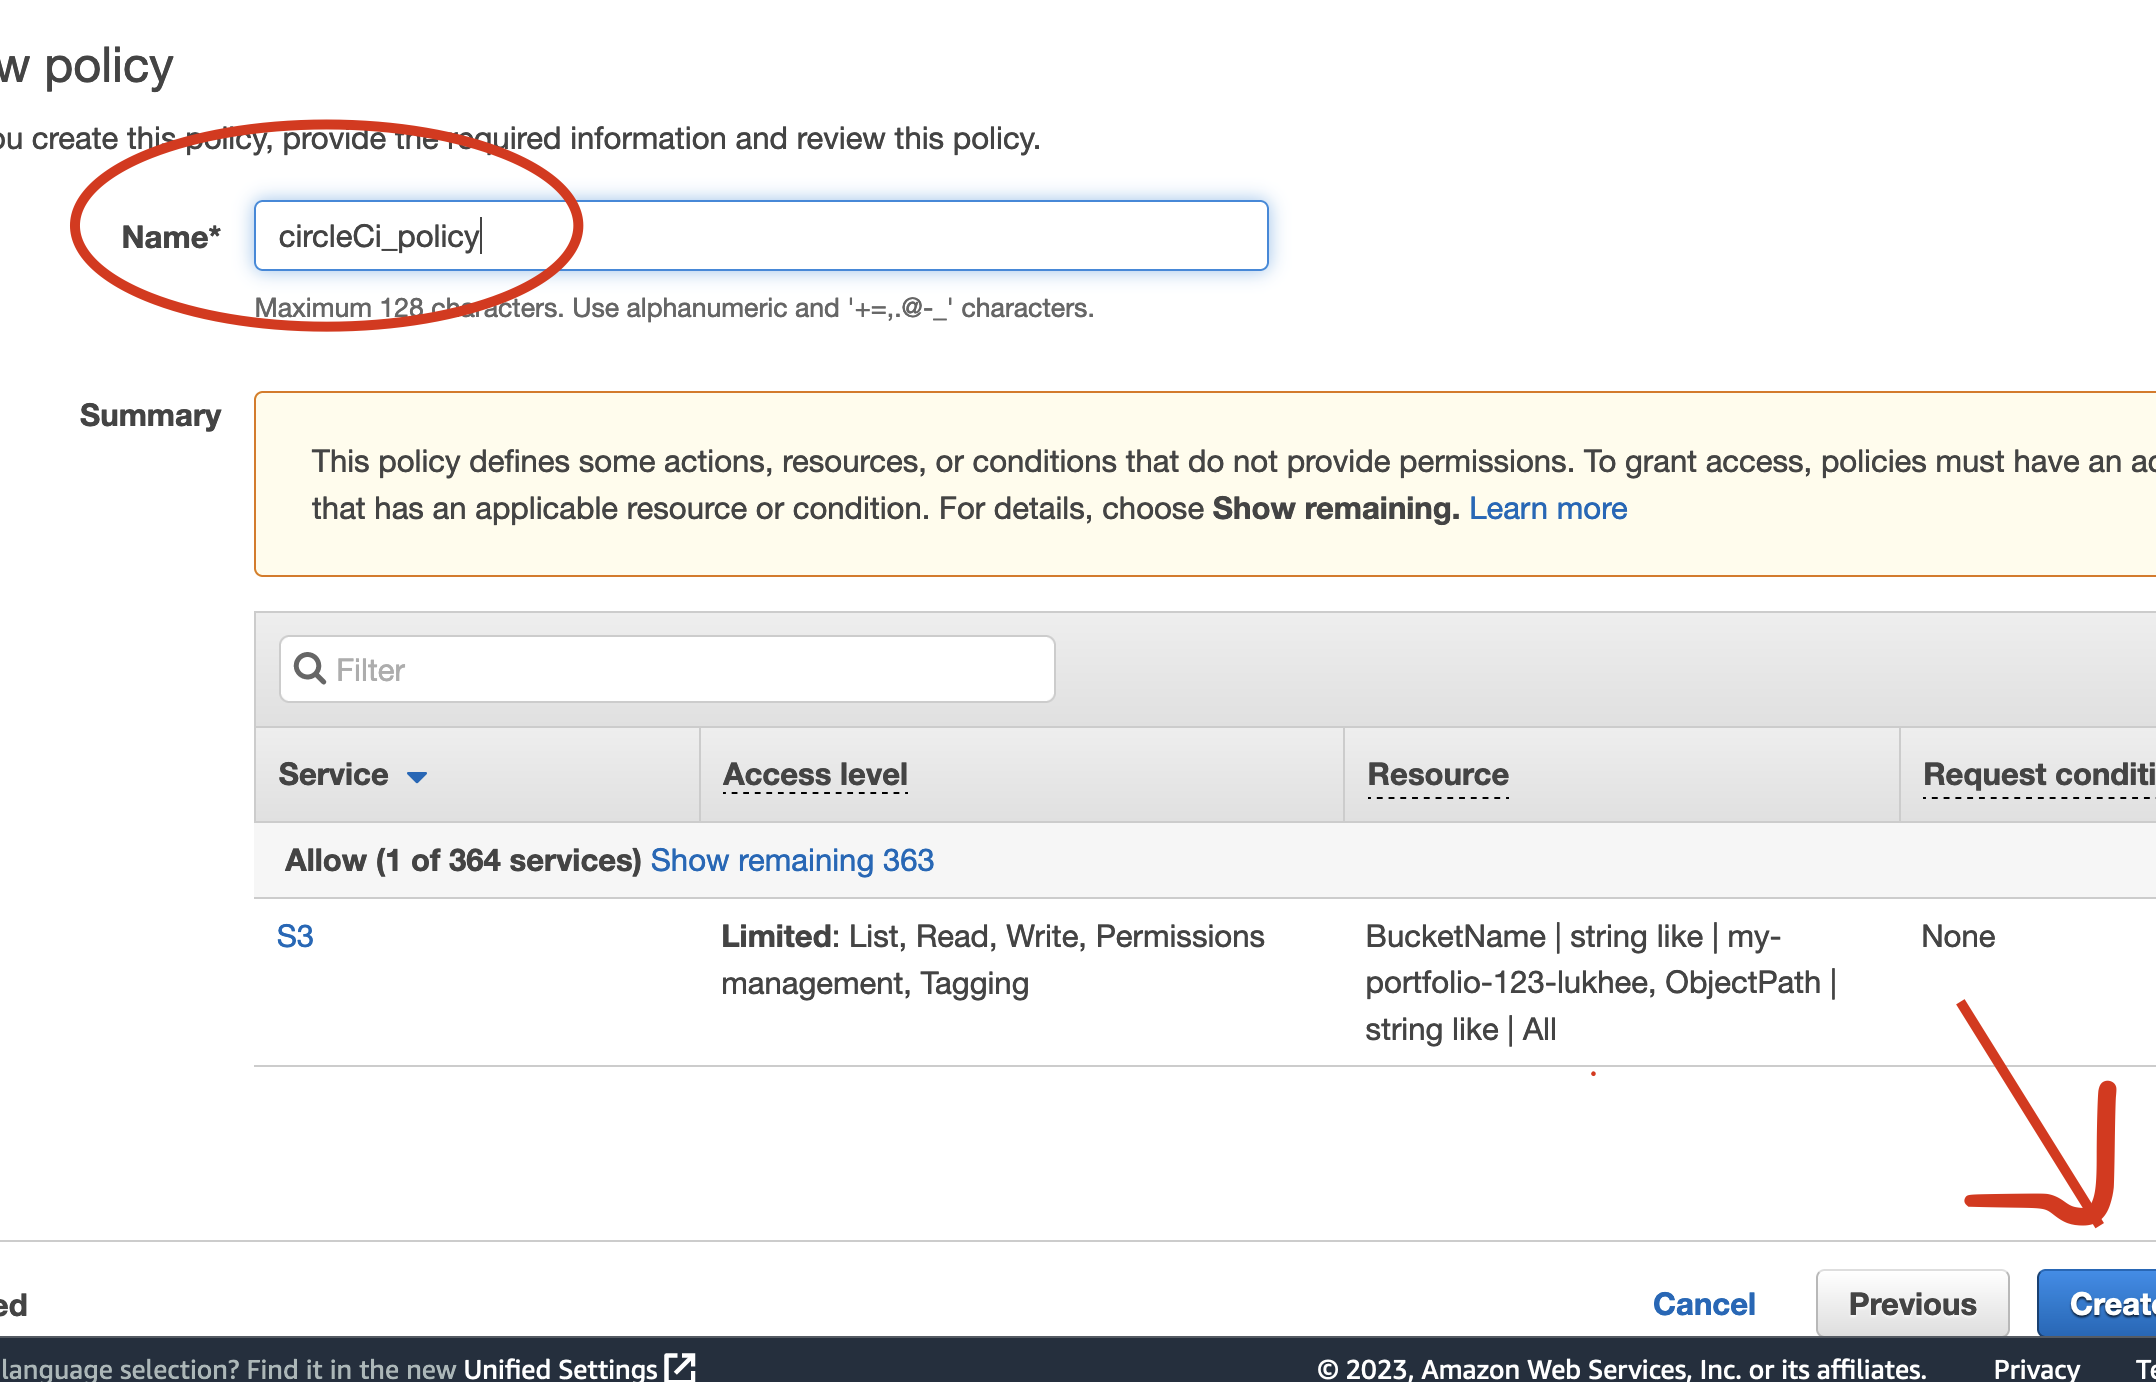 w policy
ou create this policy, provide the required information and review this policy.
Name*
circleCi_policy
Maximum 128 characters. Use alphanumeric and '+=,.@-_' characters.
Summary
This policy defines some actions, resources, or conditions that do not provide permissions. To grant access, policies must have an ac
that has an applicable resource or condition. For details, choose Show remaining. Learn more
Filter
Service Access level Resource Request conditi
Allow (1 of 364 services) Show remaining 363
S3 Limited: List, Read, Write, Permissions BucketName | string like | my- None
management, Tagging portfolio-123-lukhee, ObjectPath |
string like | All
ed Cancel Previous Create
language selection? Find it in the new Unified Settings © 2023, Amazon Web Services, Inc. or its affiliates. Privacy Te